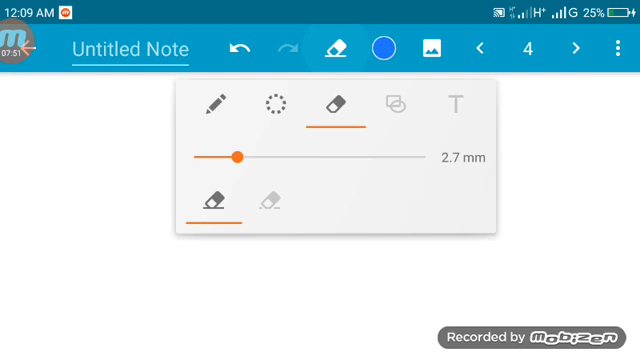 12:09 AM H+ G 25%
07:51
Untitled Note 4
T
2.7 mm
Recorded by mobizen